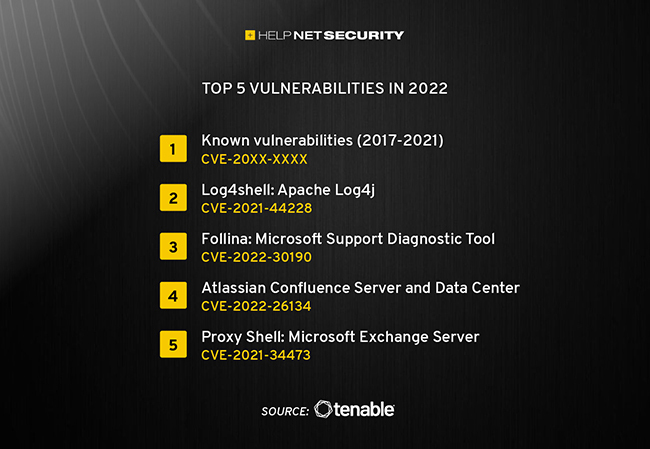 HELP NETSECURITY
TOP 5 VULNERABILITIES IN 2022
1 Known vulnerabilities (2017-2021)
CVE-20XX-XXXX
2 Log4shell: Apache Log4j
CVE-2021-44228
3 Follina: Microsoft Support Diagnostic Tool
CVE-2022-30190
4 Atlassian Confluence Server and Data Center
CVE-2022-26134
5 Proxy Shell: Microsoft Exchange Server
CVE-2021-34473
SOURCE: tenable